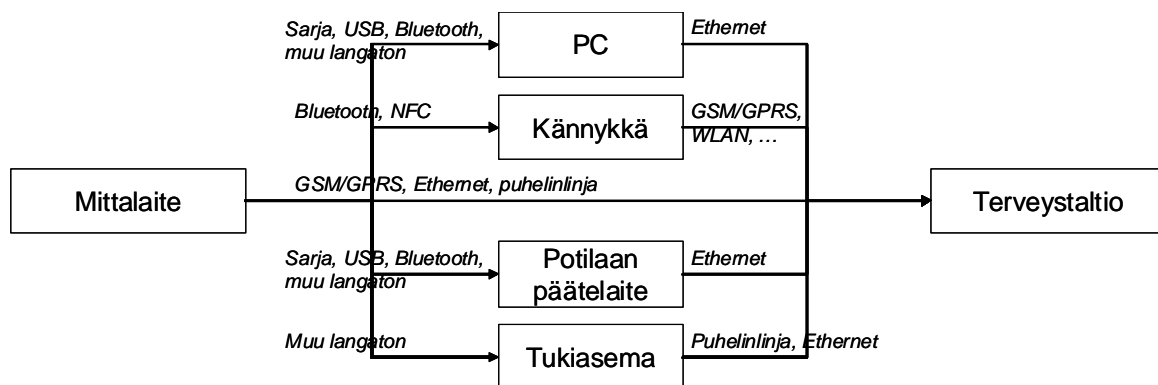 Sarja, USB, Bluetooth,
muu langaton
PC
Ethernet
Bluetooth, NFC
Kännykkä
GSM/GPRS,
WLAN, …
Mittalaite
GSM/GPRS, Ethernet, puhelinlinja
Terveystaltio
Sarja, USB, Bluetooth,
muu langaton
Potilaan
päätelaite
Ethernet
Muu langaton
Tukiasema
Puhelinlinja, Ethernet